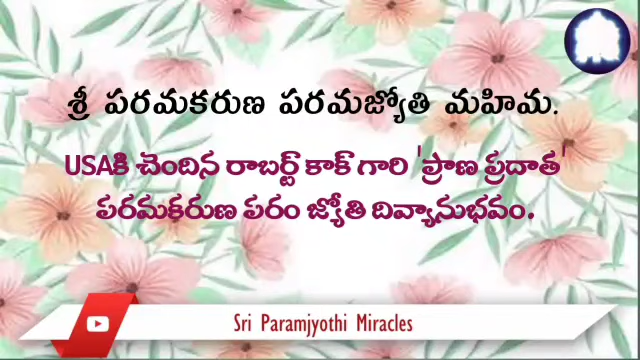 శ్రీ పరమకరుణ పరమజ్యోతి మహిమ.
USAకి చెందిన రాబర్ట్ కాక్ గారి 'ప్రాణ ప్రదాత'
పరమకరుణ పరం జ్యోతి దివ్యానుభవం.
Sri Paramjyothi Miracles